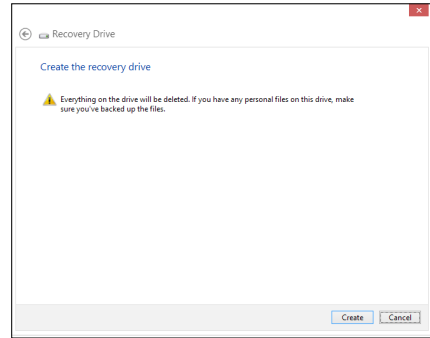 Recovery Drive
Create the recovery drive
Everything on the drive will be deleted. If you have any personal files on this drive, make
sure you've backed up the files.
Create Cancel